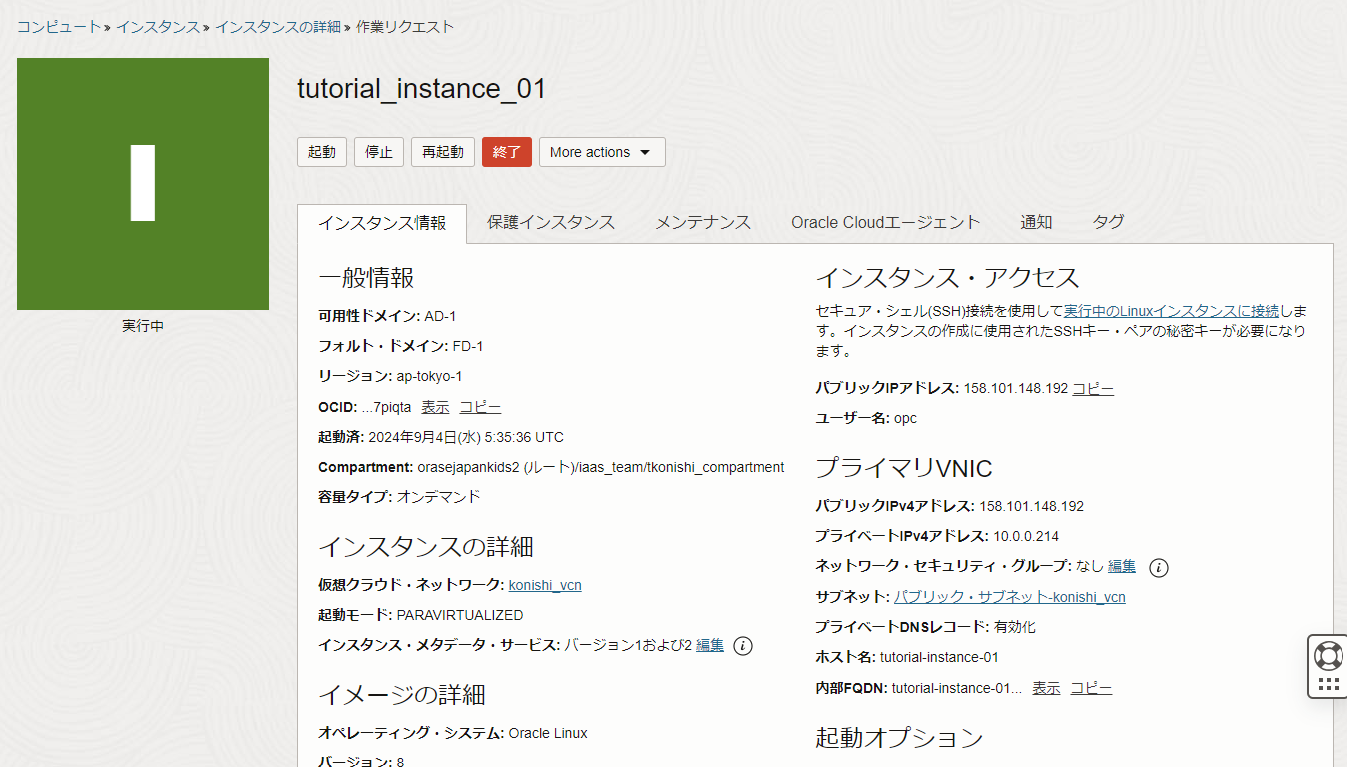 コンピュート » インスタンス » インスタンスの詳細 » 作業リクエスト
実行中
tutorial_instance_01
起動 停止 再起動 終了 More actions
インスタンス情報 保護インスタンス メンテナンス Oracle Cloudエージェント 通知 タグ
一般情報
可用性ドメイン: AD-1
フォルト・ドメイン: FD-1
リージョン: ap-tokyo-1
OCID: ...7piqta 表示 コピー
起動済: 2024年9月4日(水) 5:35:36 UTC
Compartment: orasejapankids2 (ルート)/iaas_team/tkonishi_compartment
容量タイプ: オンデマンド
インスタンスの詳細
仮想クラウド・ネットワーク: konishi_vcn
起動モード: PARAVIRTUALIZED
インスタンス・メタデータ・サービス: バージョン1および2 編集
イメージの詳細
オペレーティング・システム: Oracle Linux
バージョン: 8
インスタンス・アクセス
セキュア・シェル(SSH)接続を使用して実行中のLinuxインスタンスに接続しま
す。インスタンスの作成に使用されたSSHキー・ペアの秘密キーが必要になり
ます。
パブリックIPアドレス: 158.101.148.192 コピー
ユーザー名: opc
プライマリVNIC
パブリックIPv4アドレス: 158.101.148.192
プライベートIPv4アドレス: 10.0.0.214
ネットワーク・セキュリティ・グループ: なし 編集
サブネット: パブリック・サブネット-konishi_vcn
プライベートDNSレコード: 有効化
ホスト名: tutorial-instance-01
内部FQDN: tutorial-instance-01... 表示 コピー
起動オプション